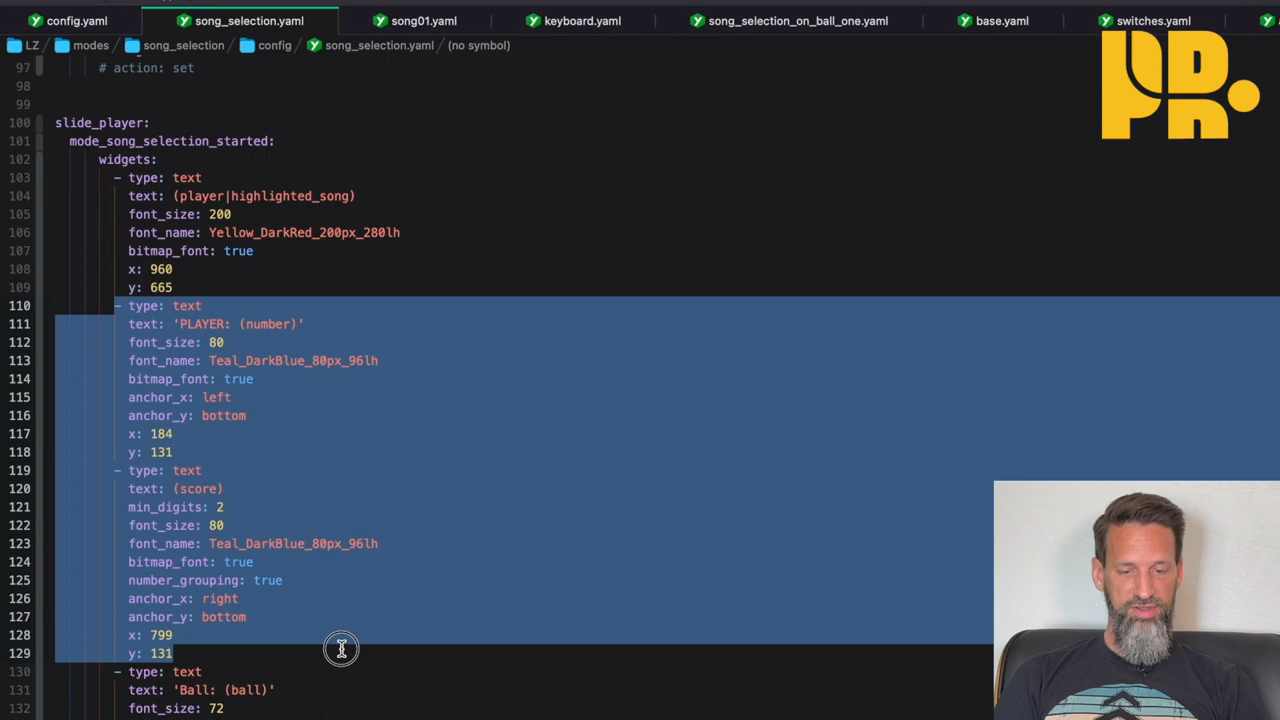 config.yaml song_selection.yaml song01.yaml keyboard.yaml song_selection_on_ball_one.yaml base.yaml switches.yaml
LZ modes song_selection config song_selection.yaml (no symbol)
97 # action: set
98
99
100 slide_player:
101 mode_song_selection_started:
102 widgets:
103 - type: text
104 text: (player|highlighted_song)
105 font_size: 200
106 font_name: Yellow_DarkRed_200px_280lh
107 bitmap_font: true
108 x: 960
109 y: 665
110 - type: text
111 text: 'PLAYER: (number)'
112 font_size: 80
113 font_name: Teal_DarkBlue_80px_96lh
114 bitmap_font: true
115 anchor_x: left
116 anchor_y: bottom
117 x: 184
118 y: 131
119 - type: text
120 text: (score)
121 min_digits: 2
122 font_size: 80
123 font_name: Teal_DarkBlue_80px_96lh
124 bitmap_font: true
125 number_grouping: true
126 anchor_x: right
127 anchor_y: bottom
128 x: 799
129 y: 131
130 - type: text
131 text: 'Ball: (ball)'
132 font_size: 72